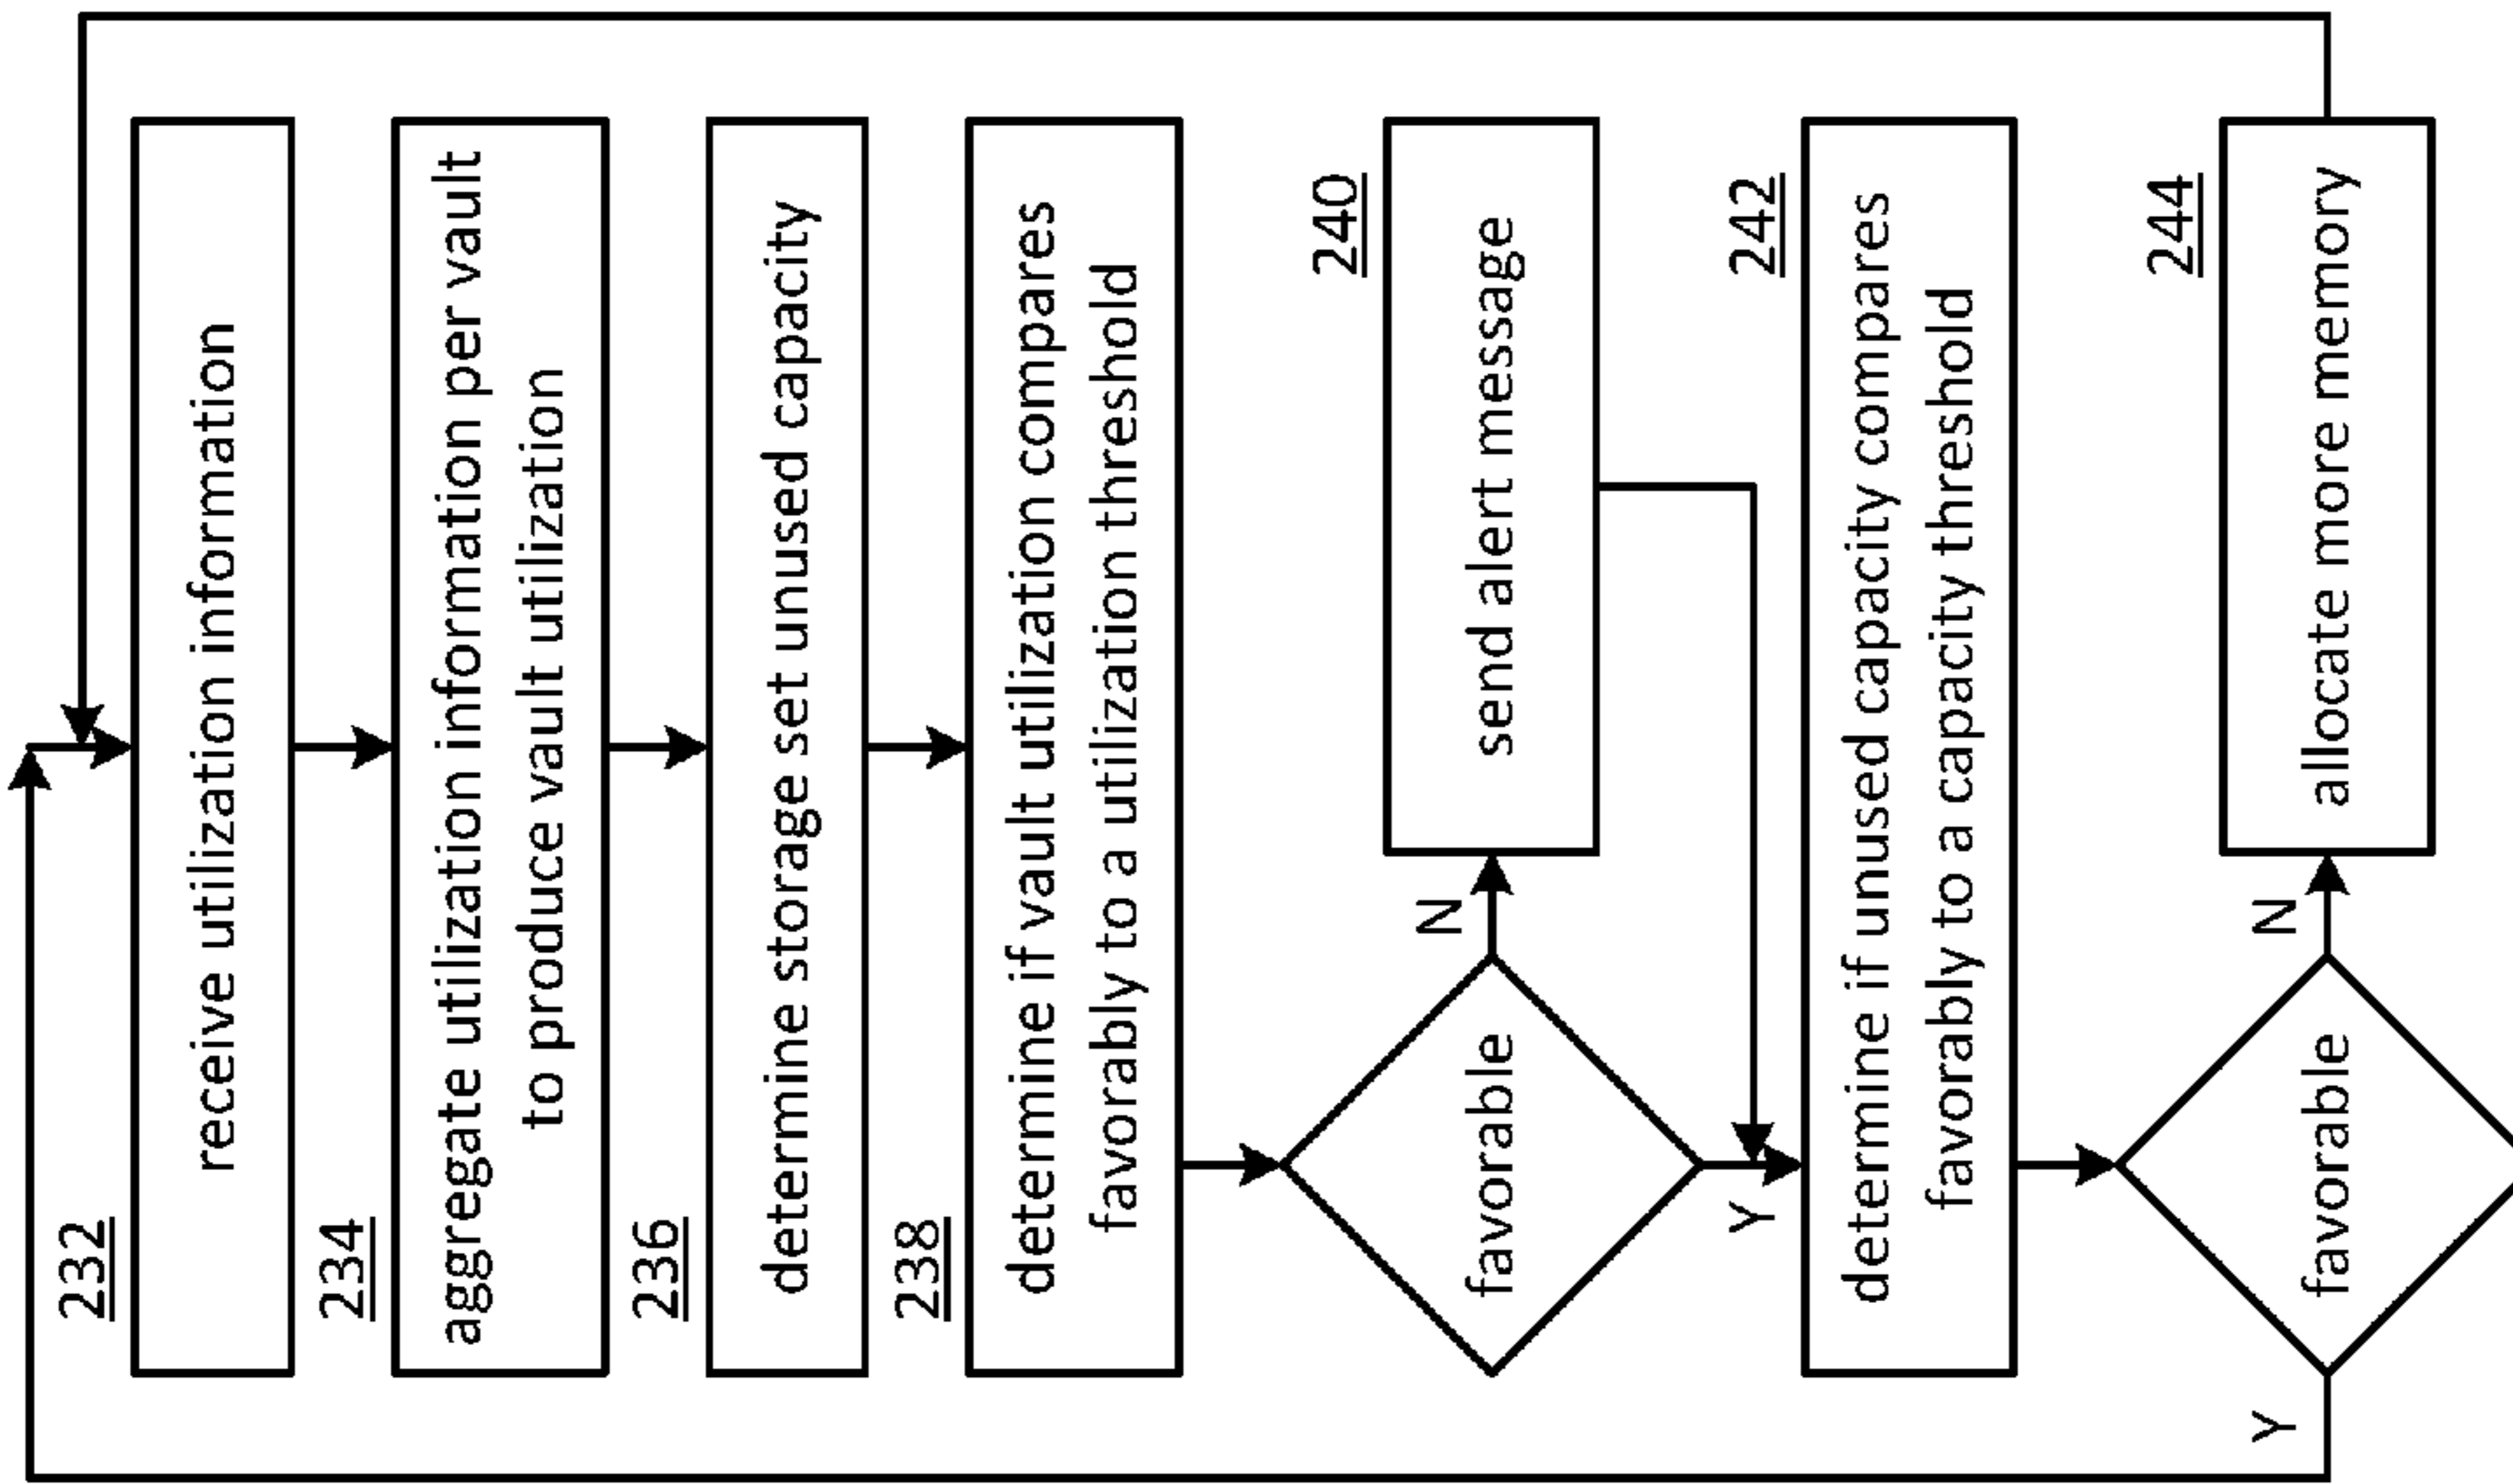 232
receive utilization information
234
aggregate utilization information per vault
to produce vault utilization
236
determine storage set unused capacity
238
determine if vault utilization compares
favorably to a utilization threshold
favorable
N
240
send alert message
Y
242
determine if unused capacity compares
favorably to a capacity threshold
favorable
Y
N
244
allocate more memory